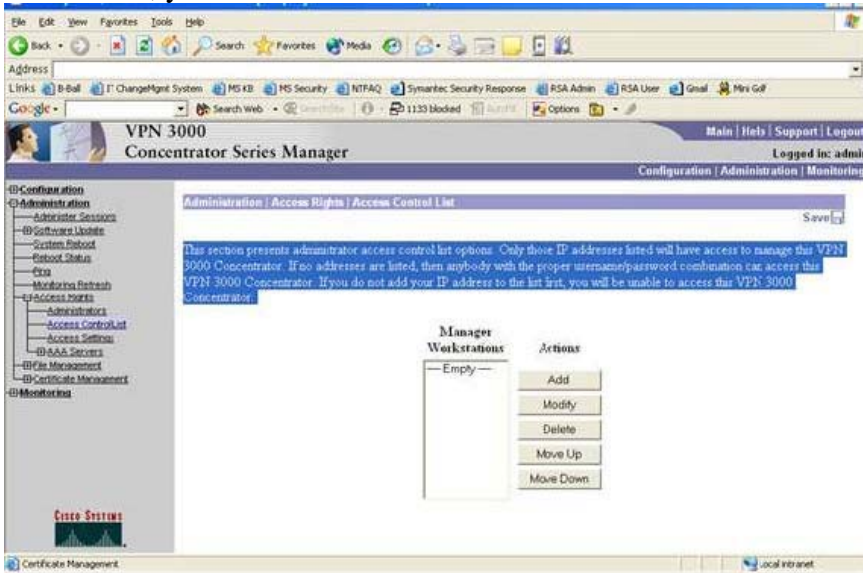 File Edit View Favorites Tools Help
Back Search Favorites Media
Address
Links 8-Ball IT ChangeMgmt System MS KB MS Security NTFAQ Symantec Security Response RSA Admin RSA User Gmail Mini Golf
Google Search Web 1133 blocked Options
VPN 3000
Concentrator Series Manager
Main | Help | Support | Logout
Logged in: admi
Configuration | Administration | Monitoring
Configuration
Administration
Administer Sessions
Software Update
System Reboot
Reboot Status
Ping
Monitoring Refresh
Access Rights
Administrators
Access Control List
Access Settings
AAA Servers
File Management
Certificate Management
Monitoring
Administration | Access Rights | Access Control List
Save
This section presents administrator access control list options. Only those IP addresses listed will have access to manage this VPN
3000 Concentrator. If no addresses are listed, then anybody with the proper username/password combination can access this
VPN 3000 Concentrator. If you do not add your IP address to the list first, you will be unable to access this VPN 3000
Concentrator.
Manager
Workstations
Actions
— Empty —
Add
Modify
Delete
Move Up
Move Down
CISCO SYSTEMS
Certificate Management
Local intranet